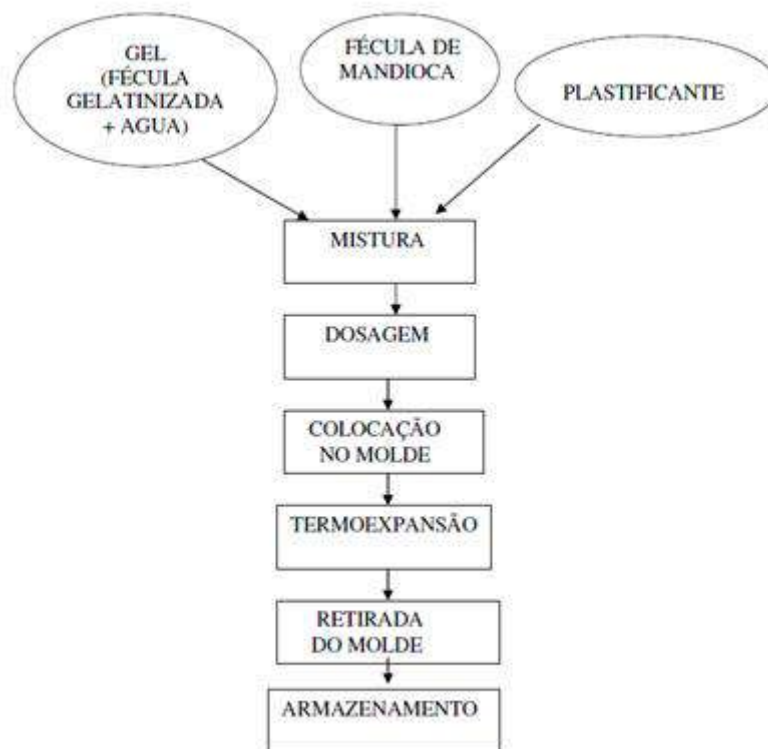 GEL
(FÉCULA
GELATINIZADA
+ AGUA)
FÉCULA DE
MANDIOCA
PLASTIFICANTE
MISTURA
DOSAGEM
COLOCAÇÃO
NO MOLDE
TERMOEXPANSÃO
RETIRADA
DO MOLDE
ARMAZENAMENTO